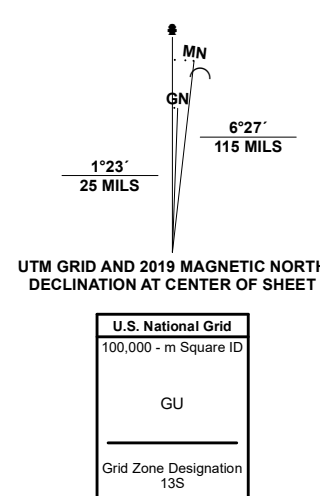 MN
GN
6°27´
115 MILS
1°23´
25 MILS
UTM GRID AND 2019 MAGNETIC NORTH
DECLINATION AT CENTER OF SHEET
U.S. National Grid
100,000 - m Square ID
GU
Grid Zone Designation
13S